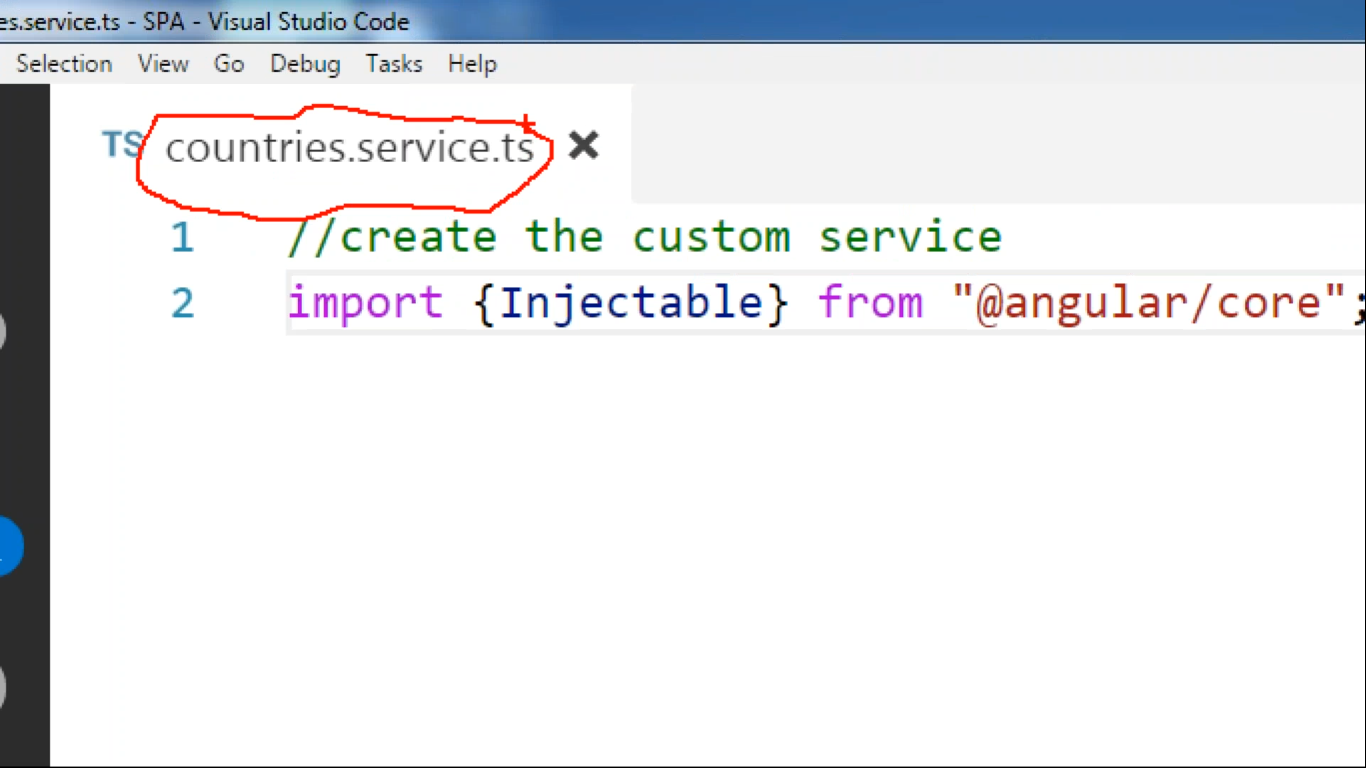 es.service.ts - SPA - Visual Studio Code
Selection View Go Debug Tasks Help
TS countries.service.ts
1 //create the custom service
2 import {Injectable} from "@angular/core";